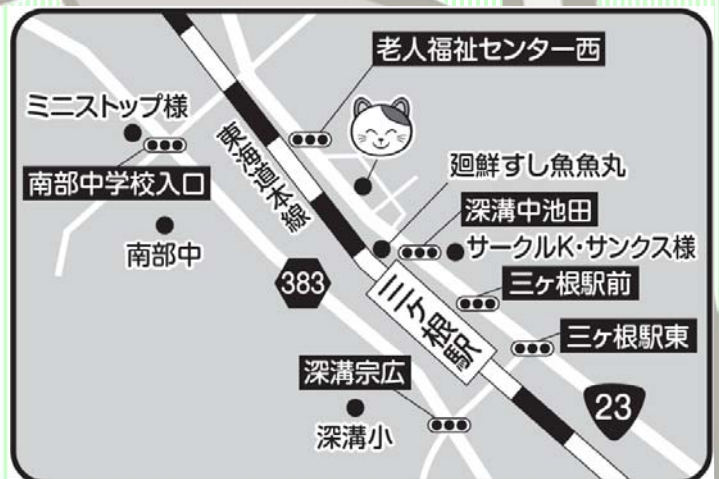 老人福祉センター西
ミニストップ様
南部中学校入口
東海道本線
廻鮮すし魚魚丸
深溝中池田
サークルK・サンクス様
南部中
383
三ヶ根駅前
三ヶ根駅
三ヶ根駅東
深溝宗広
23
深溝小